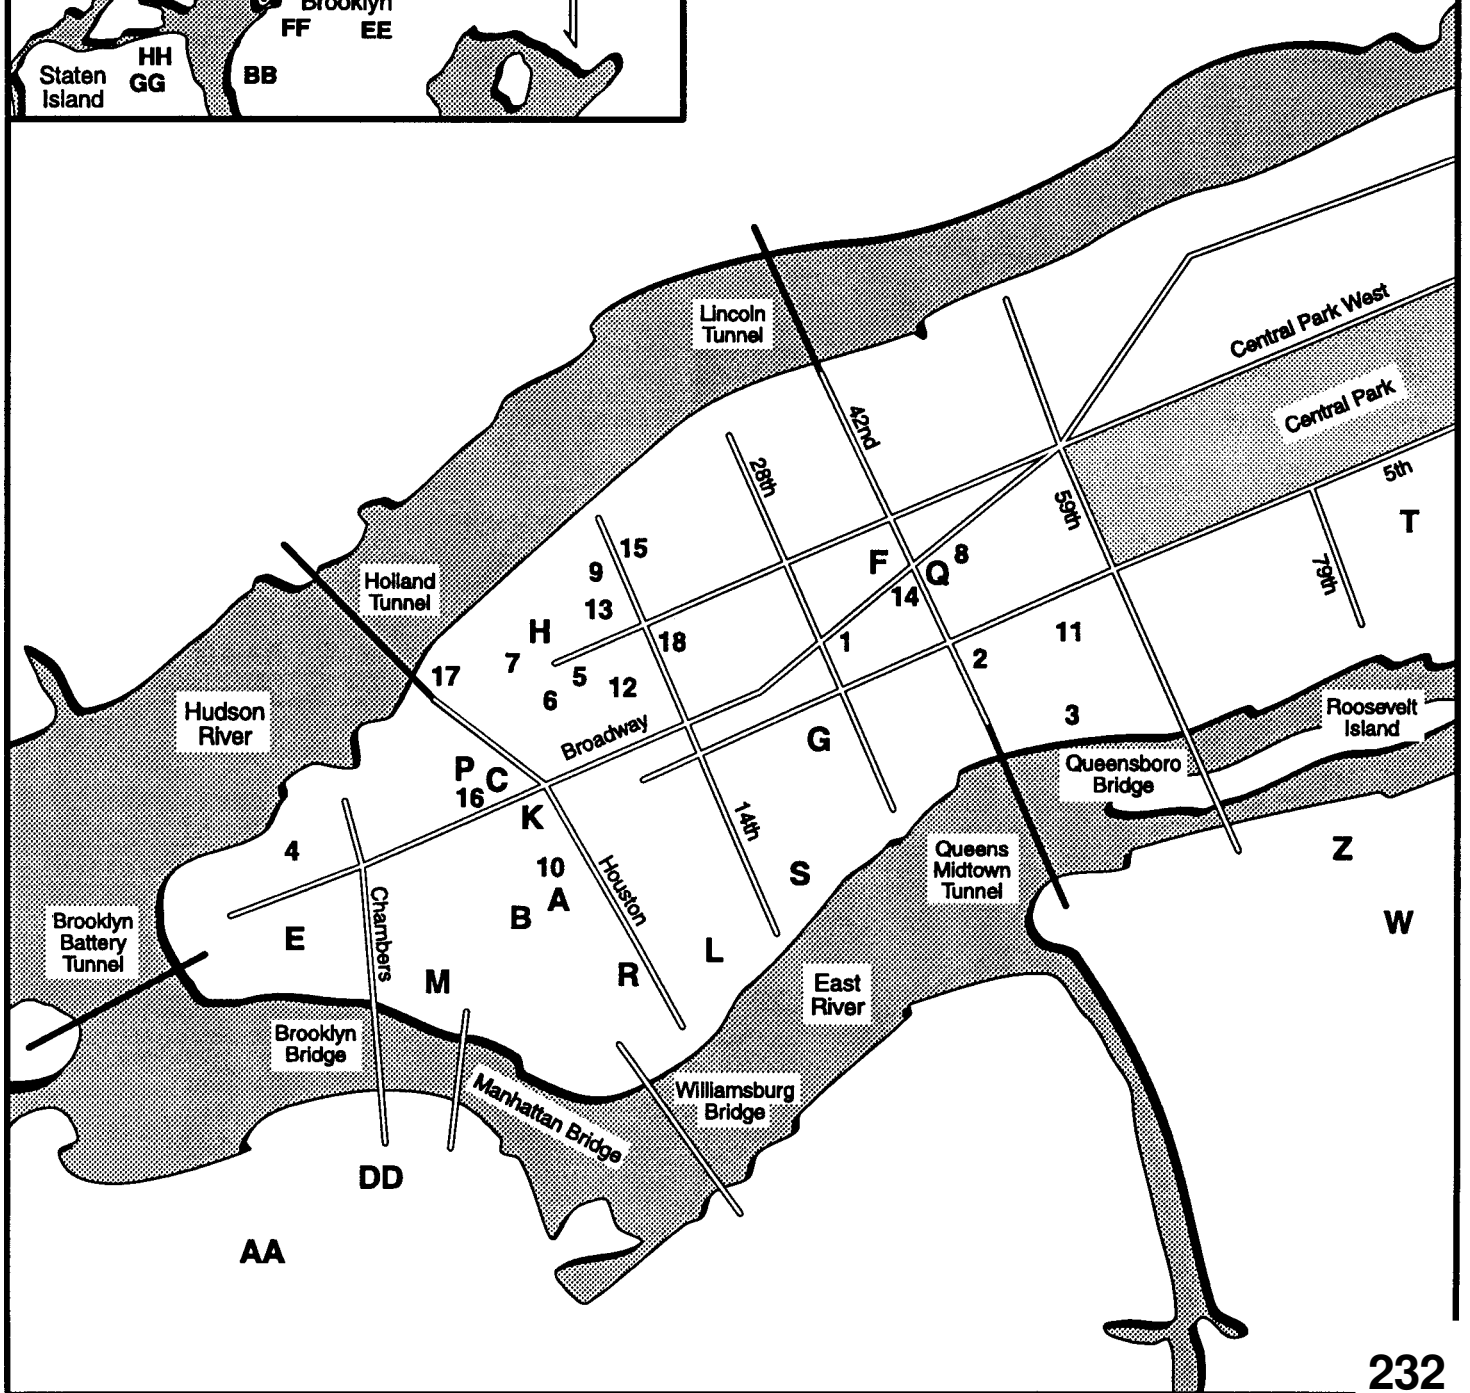 Brooklyn
FF EE
HH
Staten
Island
GG
BB
Lincoln
Tunnel
Central Park West
Central Park
5th
42nd
28th
59th
79th
T
15
9
13
H
7
5
6
12
18
F
Q
8
14
1
2
11
3
Holland
Tunnel
17
Hudson
River
Broadway
G
Roosevelt
Island
Queensboro
Bridge
P
C
16
K
4
10
A
B
Houston
14th
S
Queens
Midtown
Tunnel
Z
W
Brooklyn
Battery
Tunnel
E
Chambers
M
R
L
East
River
Brooklyn
Bridge
Manhattan Bridge
Williamsburg
Bridge
DD
AA
232